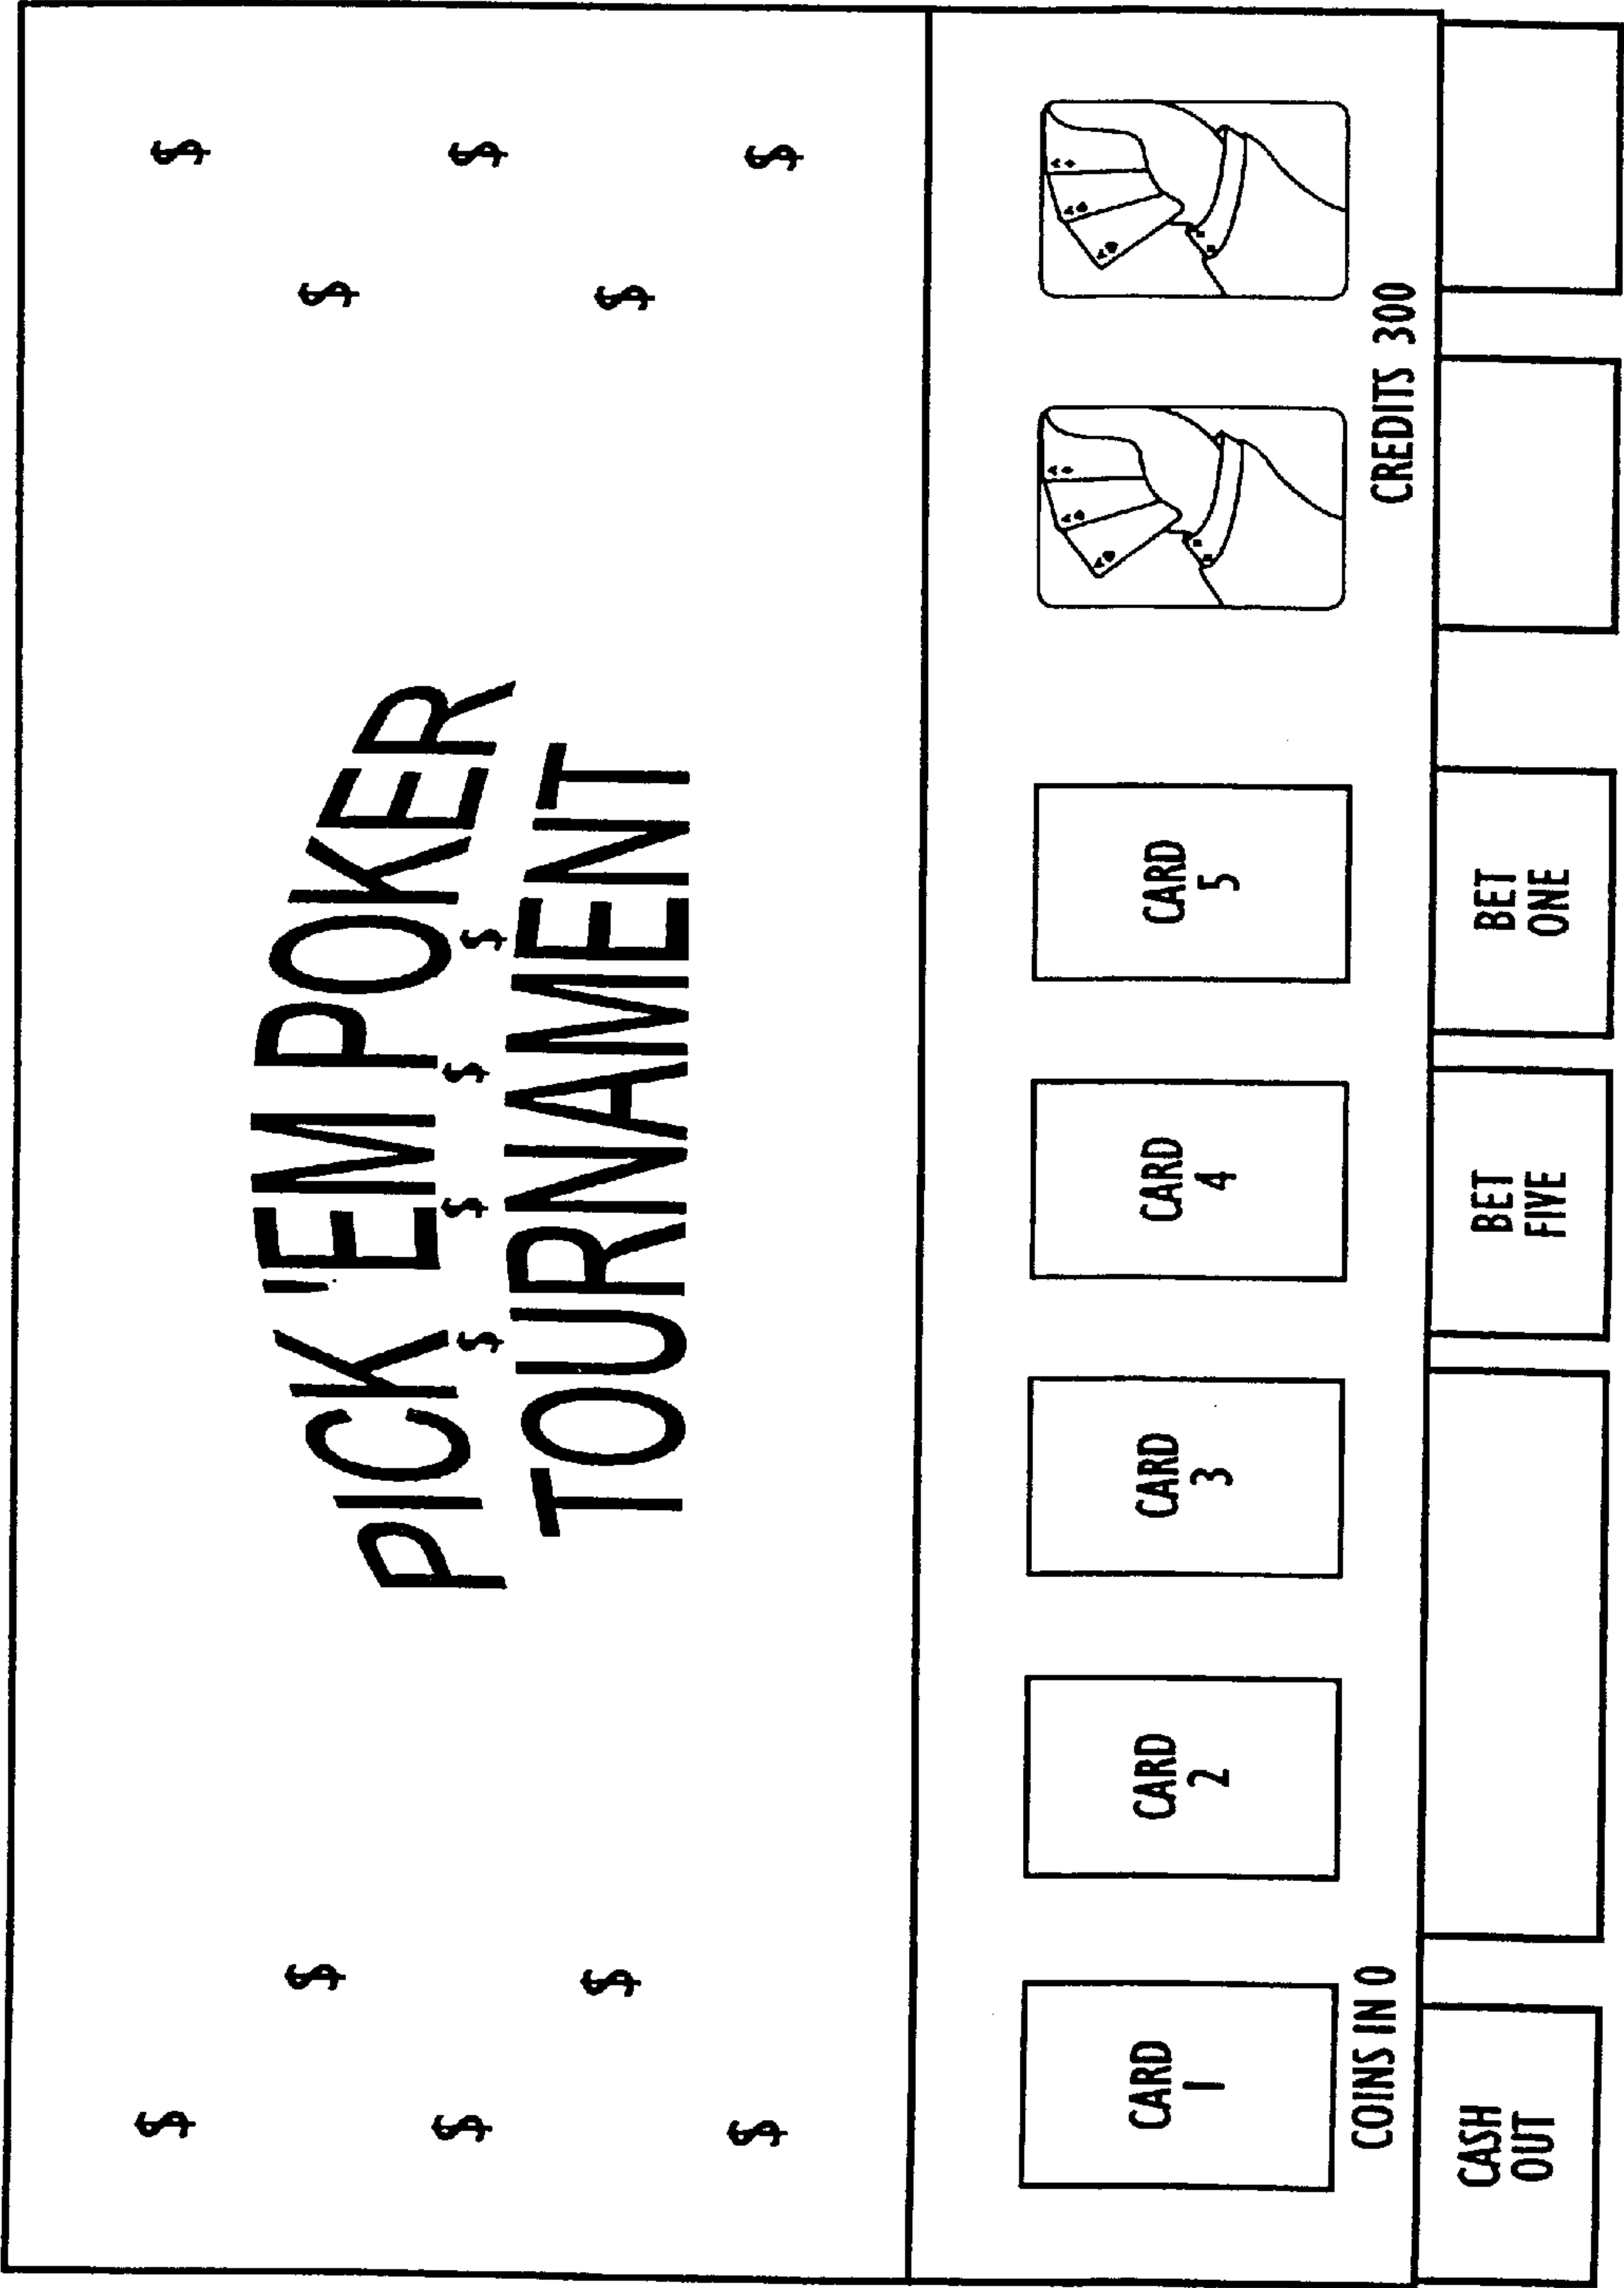 $ $
$ $
$ $
PICK 'EM POKER
$ $ $ $
TOURNAMENT
$ $
$ $
CARD
1
CARD
2
CARD
3
CARD
4
CARD
5
COINS IN 0
CREDITS 300
CASH
OUT
BET
FIVE
BET
ONE